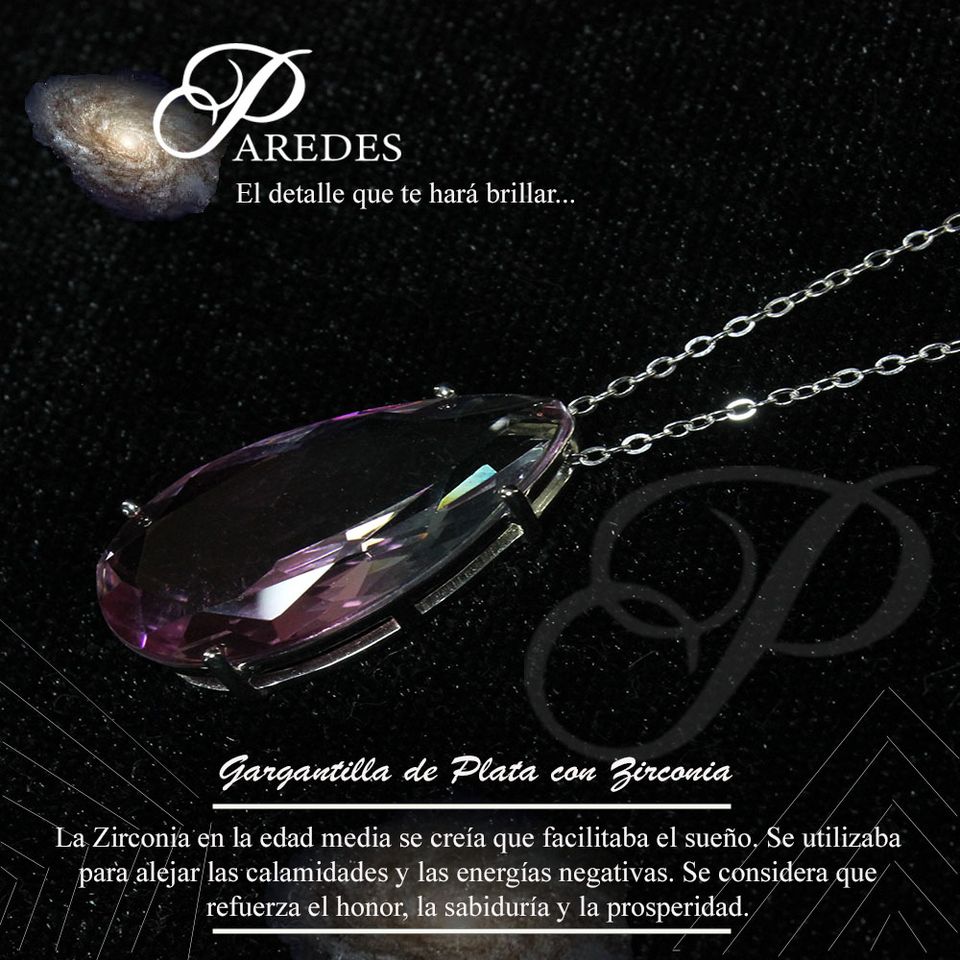 PAREDES
El detalle que te hará brillar...
P
Gargantilla de Plata con Zirconia
La Zirconia en la edad media se creía que facilitaba el sueño. Se utilizaba
para alejar las calamidades y las energías negativas. Se considera que
refuerza el honor, la sabiduría y la prosperidad.